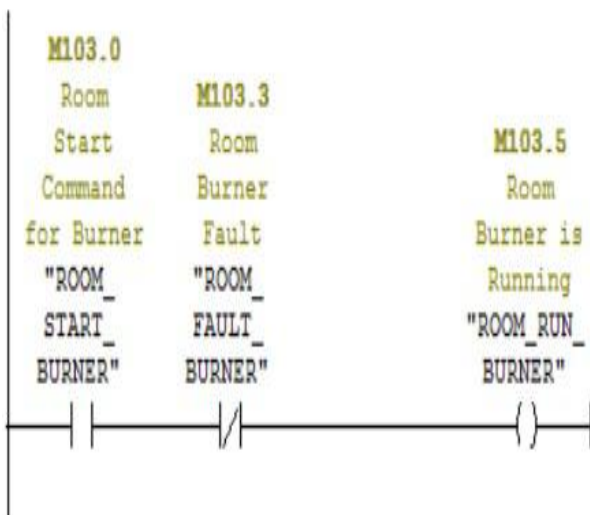 M103.0
Room
Start
Command
for Burner
"ROOM_
START_
BURNER"
M103.3
Room
Burner
Fault
"ROOM_
FAULT_
BURNER"
M103.5
Room
Burner is
Running
"ROOM_RUN_
BURNER"